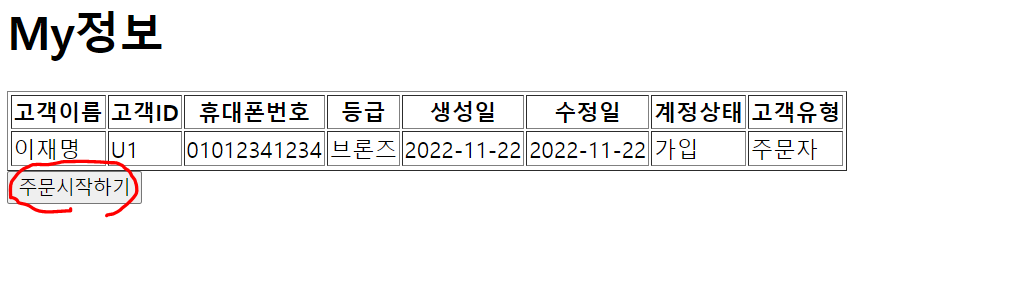 My정보
고객이름 고객ID 휴대폰번호 등급 생성일 수정일 계정상태 고객유형
이재명 U1 01012341234 브론즈 2022-11-22 2022-11-22 가입 주문자
주문시작하기